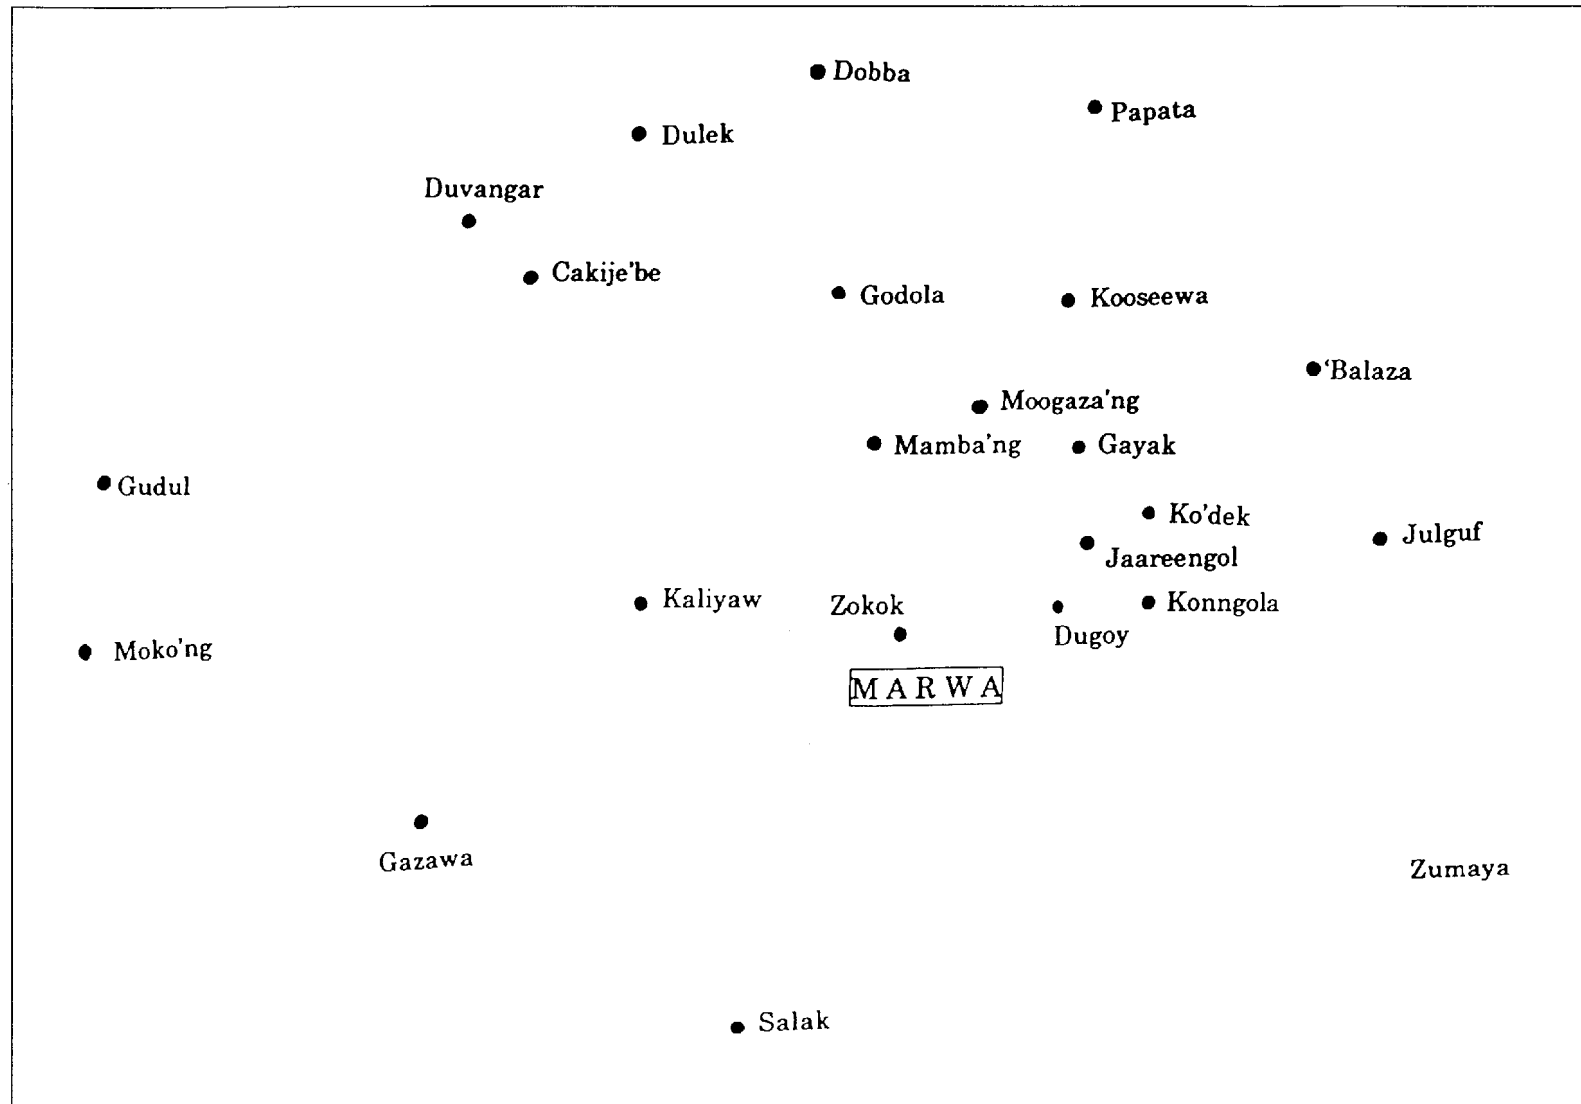 Dobba
Papata
Dulek
Duvangar
Cakije'be
Godola
Kooseewa
'Balaza
Moogaza'ng
Mamba'ng
Gayak
Gudul
Ko'dek
Julguf
Jaareengol
Kaliyaw
Zokok
Konngola
Dugoy
Moko'ng
MARWA
Gazawa
Zumaya
Salak